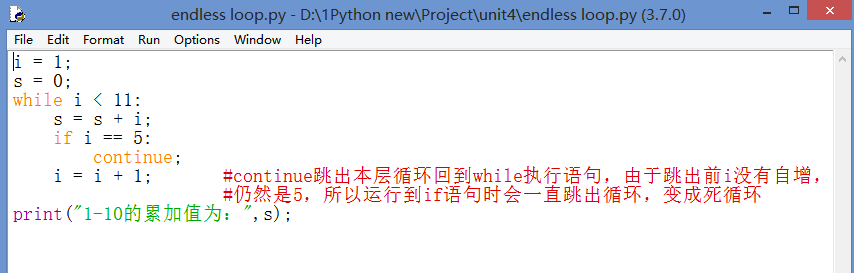 endless loop.py - D:\1Python new\Project\unit4\endless loop.py (3.7.0)
File Edit Format Run Options Window Help
i = 1;
s = 0;
while i < 11:
    s = s + i;
    if i == 5:
        continue;
    i = i + 1;       #continue跳出本层循环回到while执行语句，由于跳出前i没有自增，
                     #仍然是5，所以运行到if语句时会一直跳出循环，变成死循环
print("1-10的累加值为：",s);